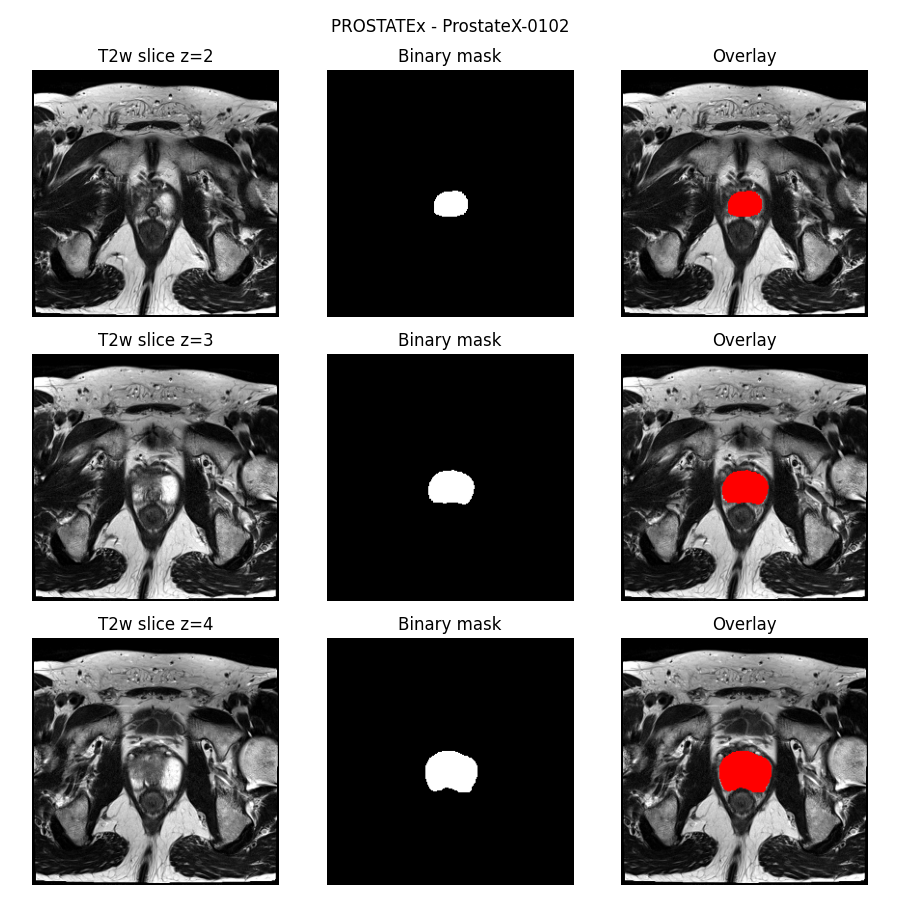 PROSTATEx - ProstateX-0102
T2w slice z=2
Binary mask
Overlay
T2w slice z=3
Binary mask
Overlay
T2w slice z=4
Binary mask
Overlay